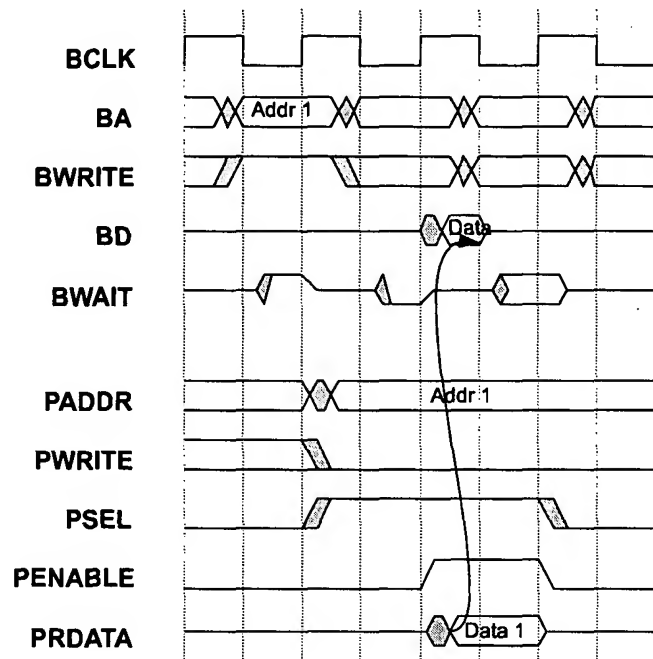 BCLK
BA Addr 1
BWRITE
BD Data
BWAIT
PADDR Addr 1
PWRITE
PSEL
PENABLE
PRDATA Data 1